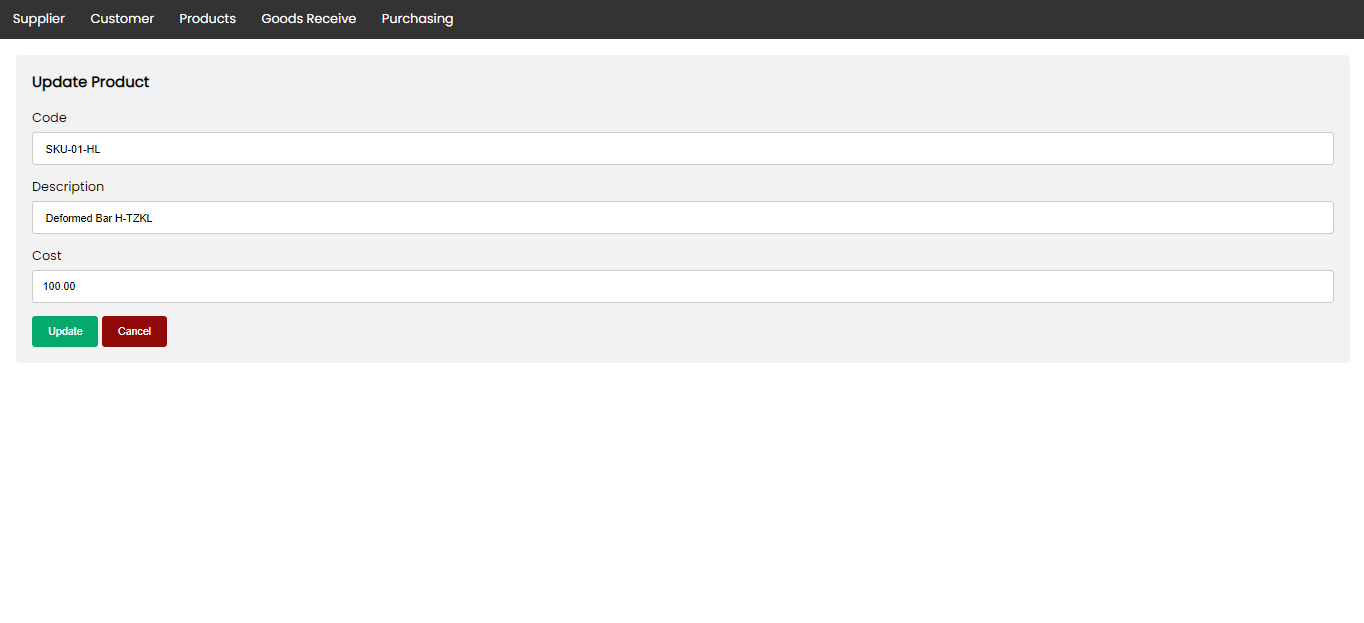 Supplier Customer Products Goods Receive Purchasing
Update Product
Code
SKU-01-HL
Description
Deformed Bar H-TZKL
Cost
100.00
Update Cancel